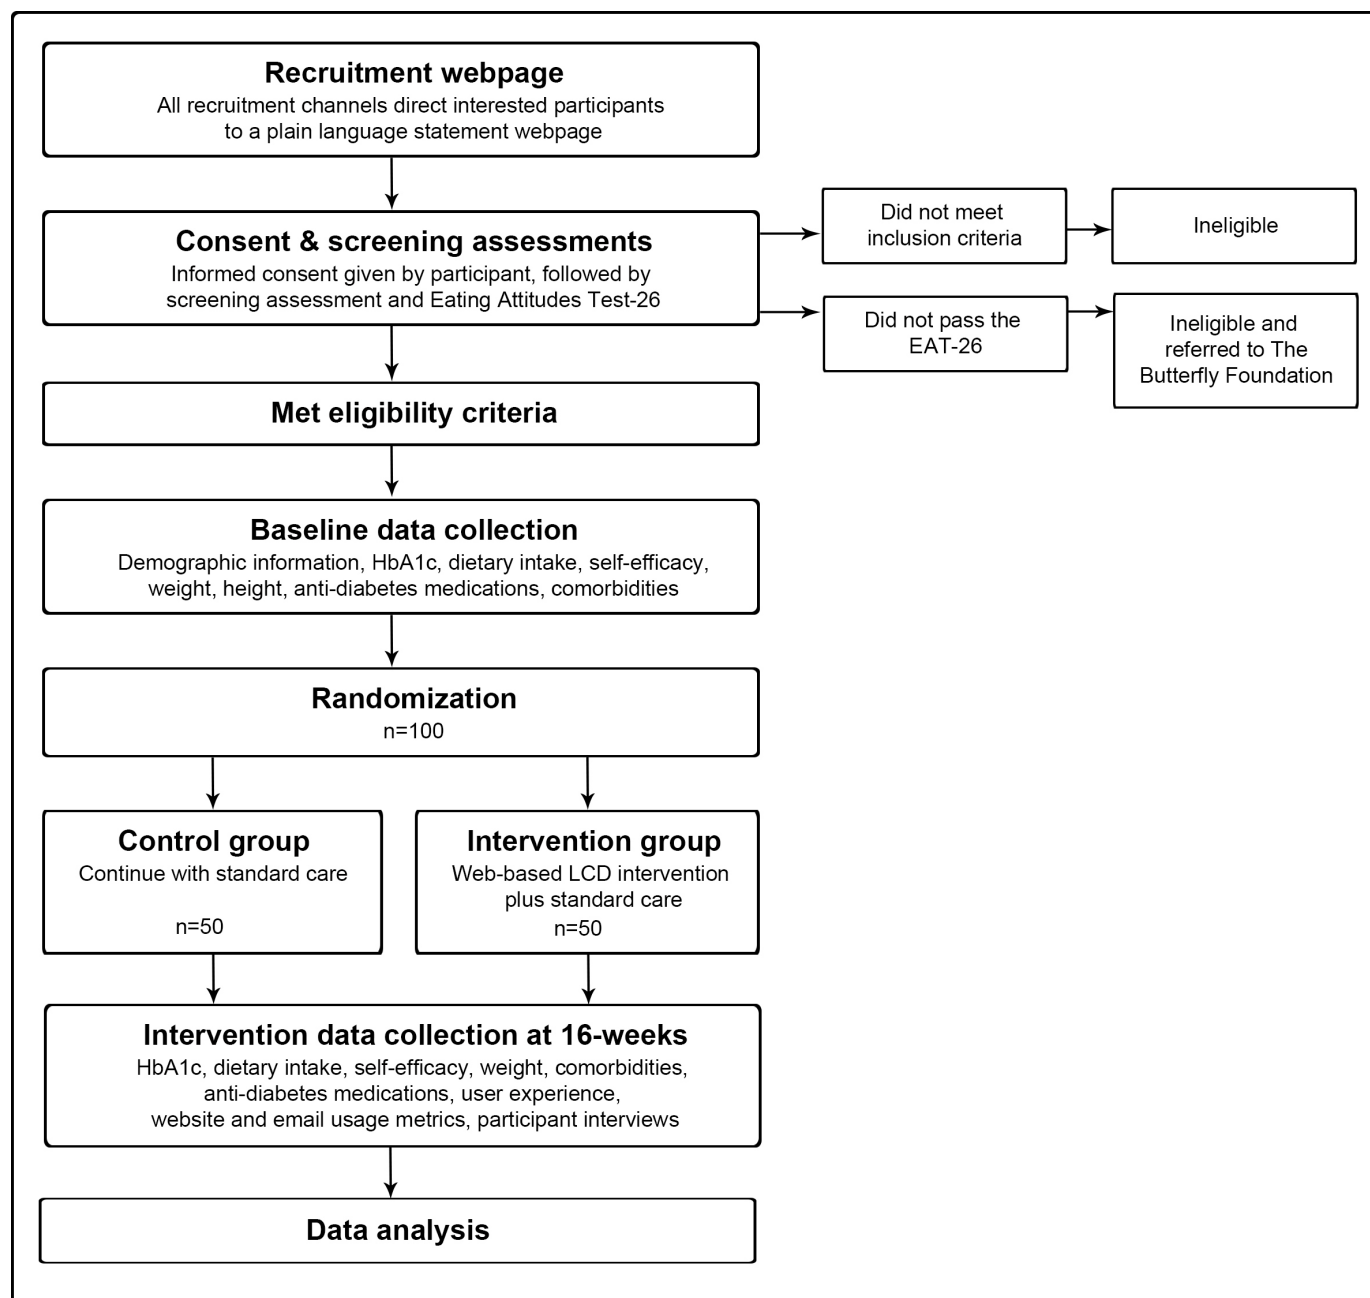 Recruitment webpage
All recruitment channels direct interested participants
to a plain language statement webpage
Consent & screening assessments
Informed consent given by participant, followed by
screening assessment and Eating Attitudes Test-26
Did not meet
inclusion criteria
Ineligible
Did not pass the
EAT-26
Ineligible and
referred to The
Butterfly Foundation
Met eligibility criteria
Baseline data collection
Demographic information, HbA1c, dietary intake, self-efficacy,
weight, height, anti-diabetes medications, comorbidities
Randomization
n=100
Control group
Continue with standard care
n=50
Intervention group
Web-based LCD intervention
plus standard care
n=50
Intervention data collection at 16-weeks
HbA1c, dietary intake, self-efficacy, weight, comorbidities,
anti-diabetes medications, user experience,
website and email usage metrics, participant interviews
Data analysis